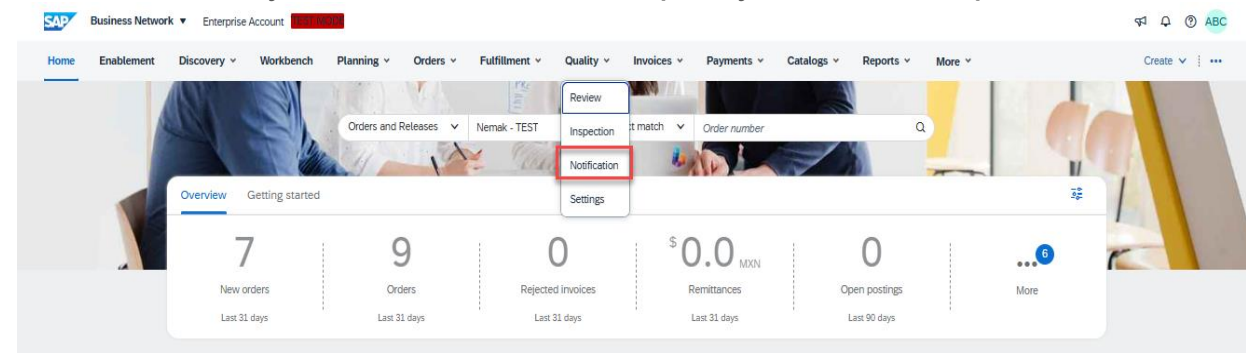 SAP Business Network ▼ Enterprise Account TEST MODE ABC
Home Enablement Discovery Workbench Planning Orders Fulfillment Quality Invoices Payments Catalogs Reports More Create
Review
Orders and Releases Nemak - TEST ct match Order number
Inspection
Notification
Settings
Overview Getting started
7 9 0 $0.0 MXN 0 ...6
New orders Orders Rejected invoices Remittances Open postings More
Last 31 days Last 31 days Last 31 days Last 31 days Last 90 days